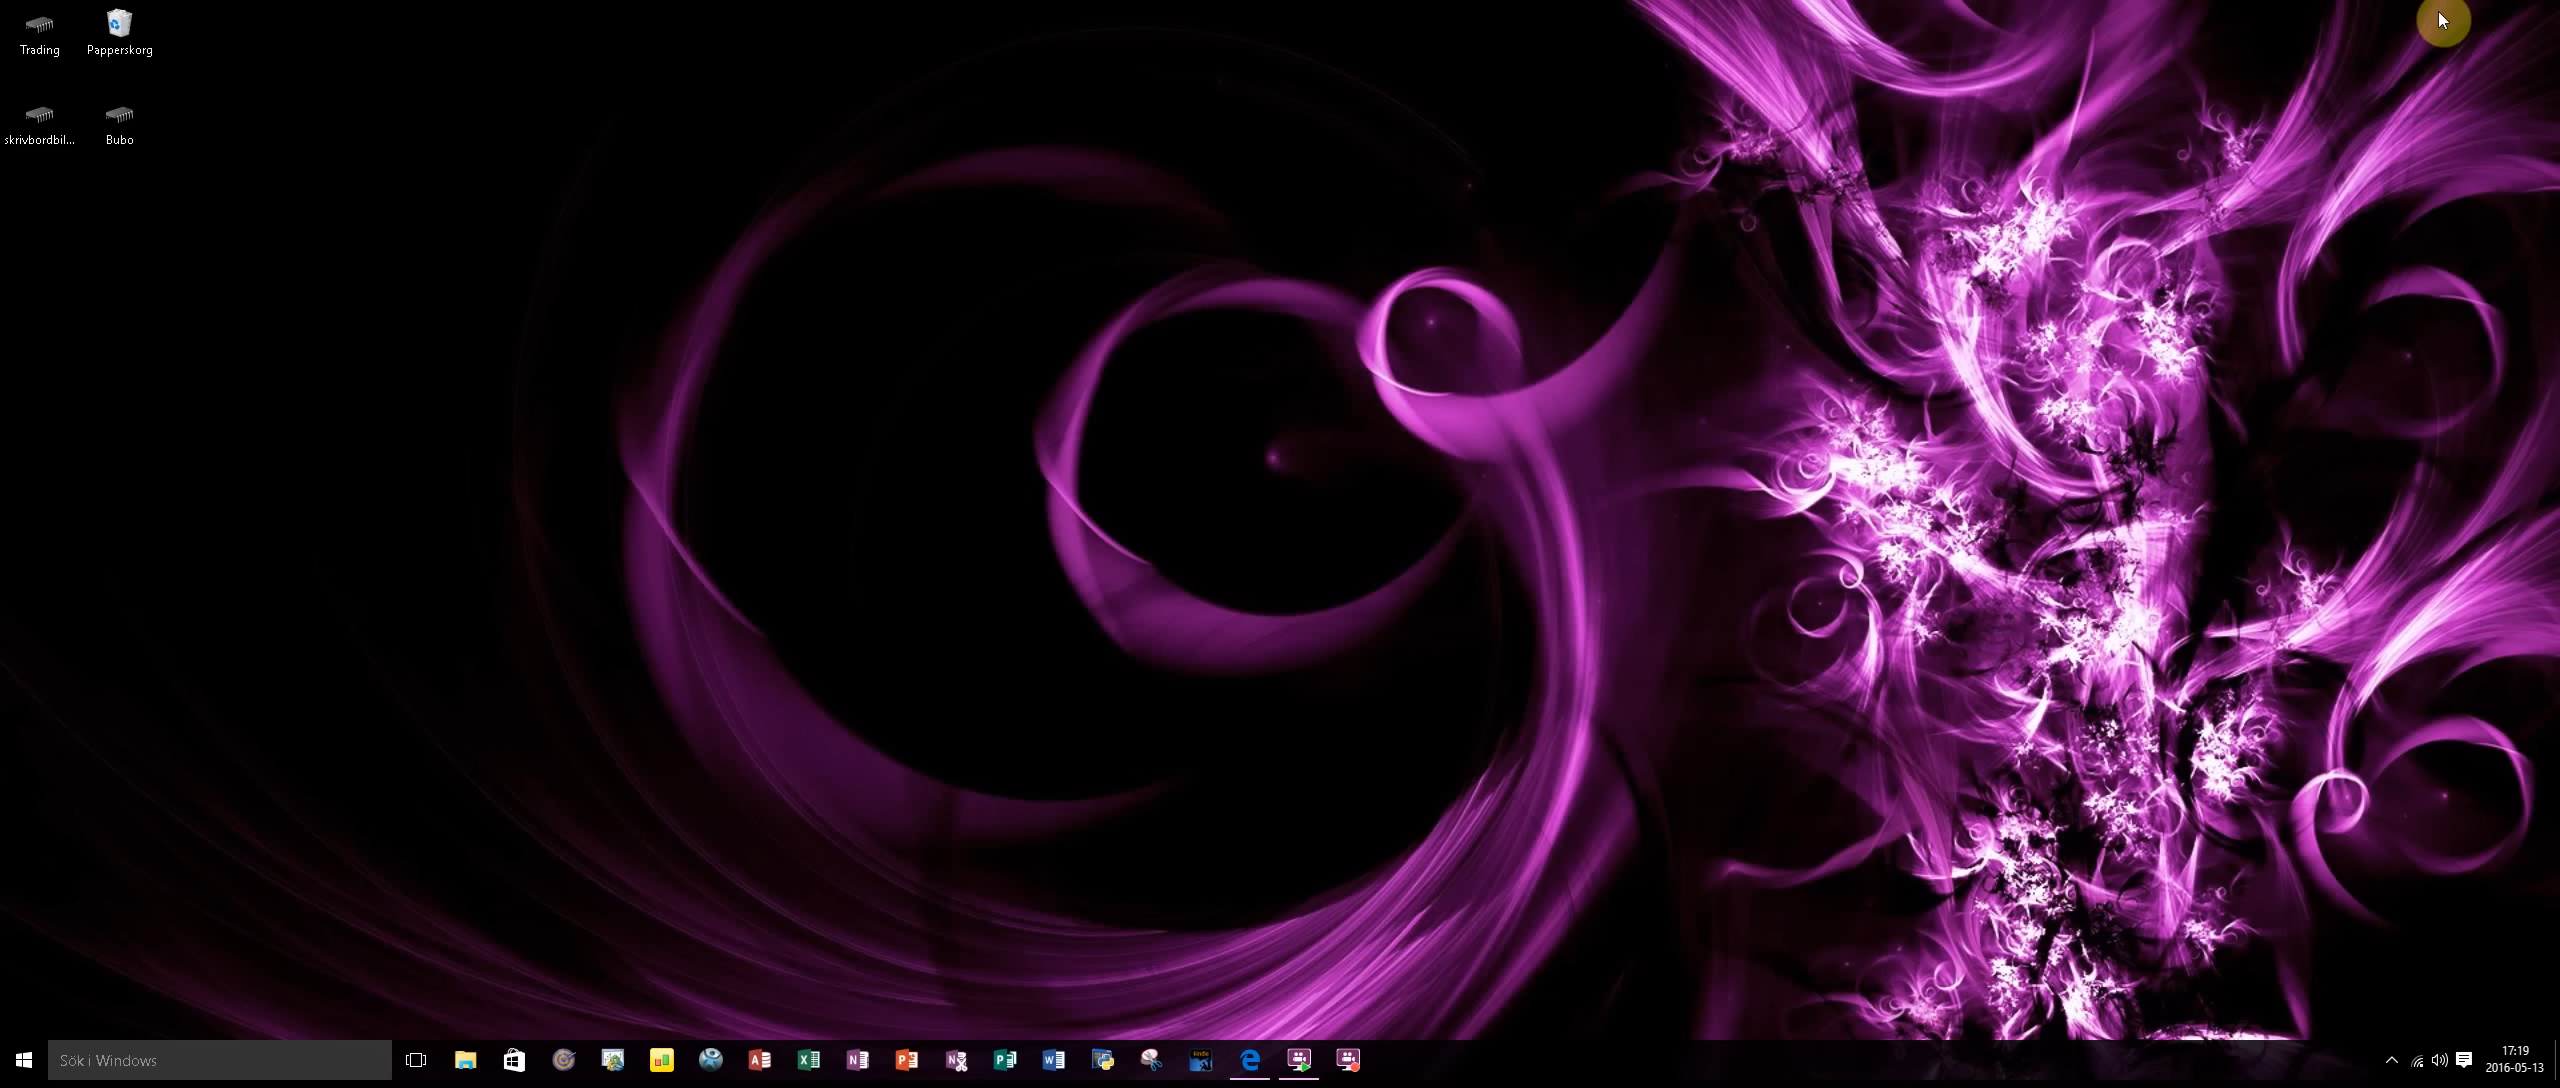 Trading
Papperskorg
skrivbordbil...
Bubo
Sök i Windows
17:19
2016-05-13